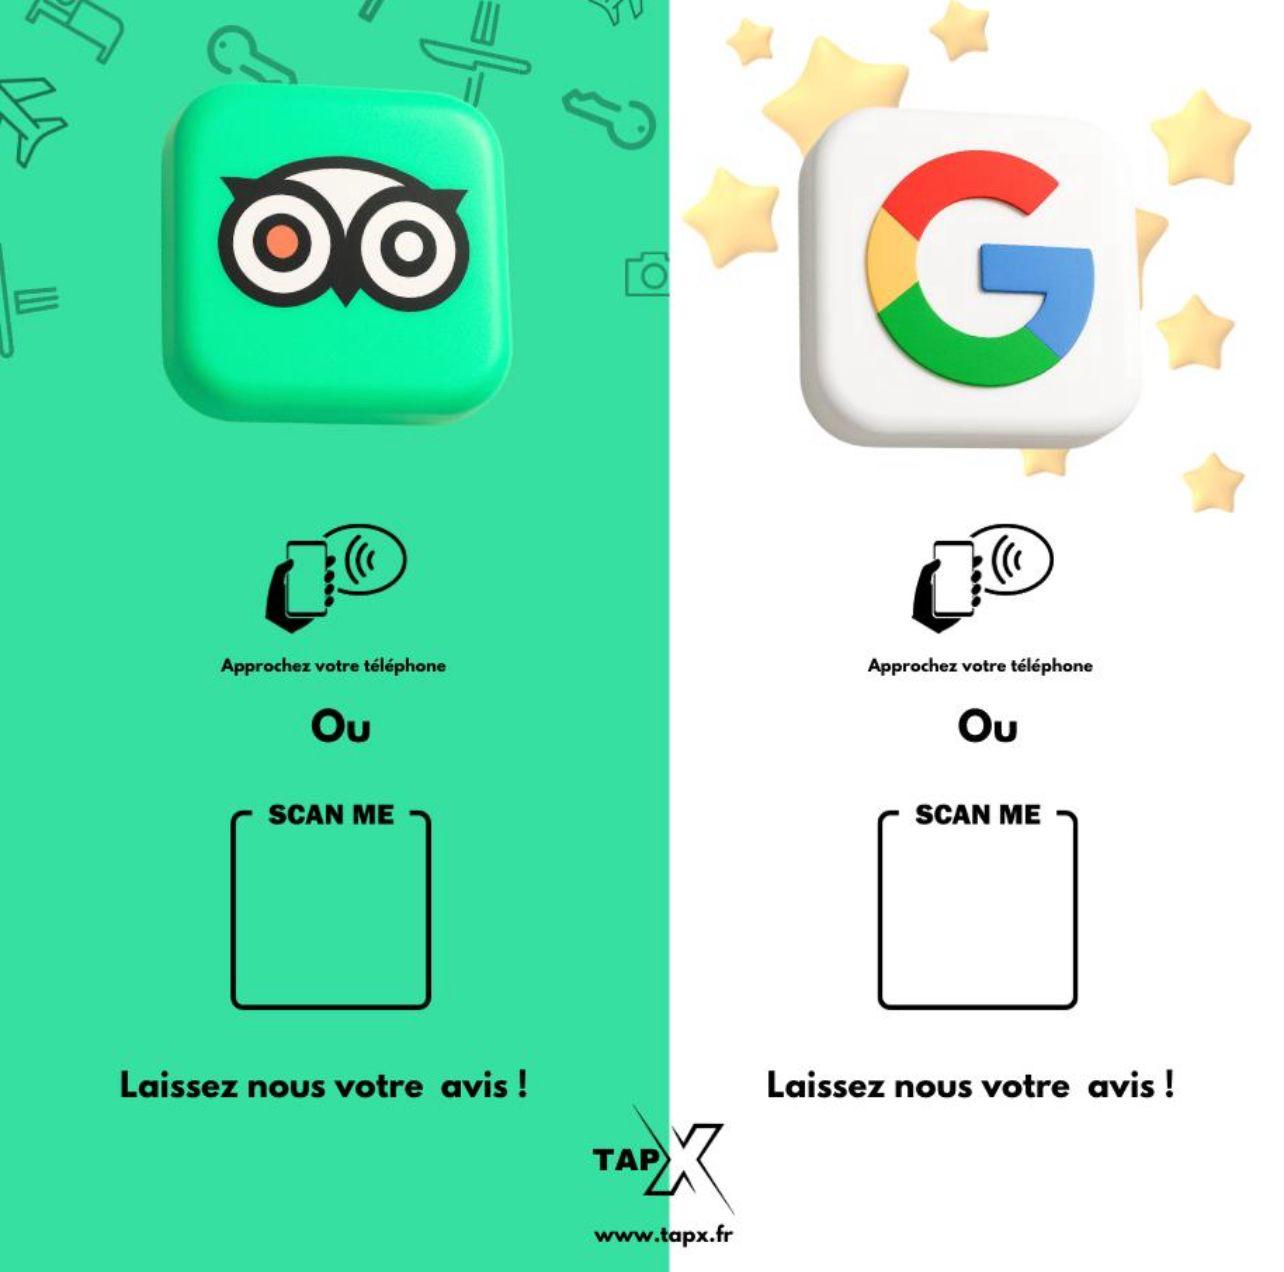 Approchez votre téléphone
Ou
SCAN ME
Laissez nous votre avis !
Approchez votre téléphone
Ou
SCAN ME
Laissez nous votre avis !
TAPX
www.tapx.fr